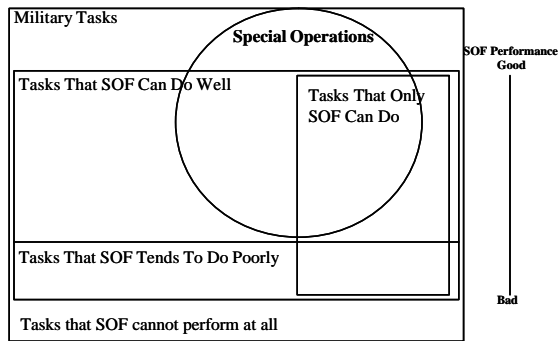 Military Tasks
Special Operations
SOF Performance
Good
Tasks That SOF Can Do Well
Tasks That Only
SOF Can Do
Tasks That SOF Tends To Do Poorly
Bad
Tasks that SOF cannot perform at all